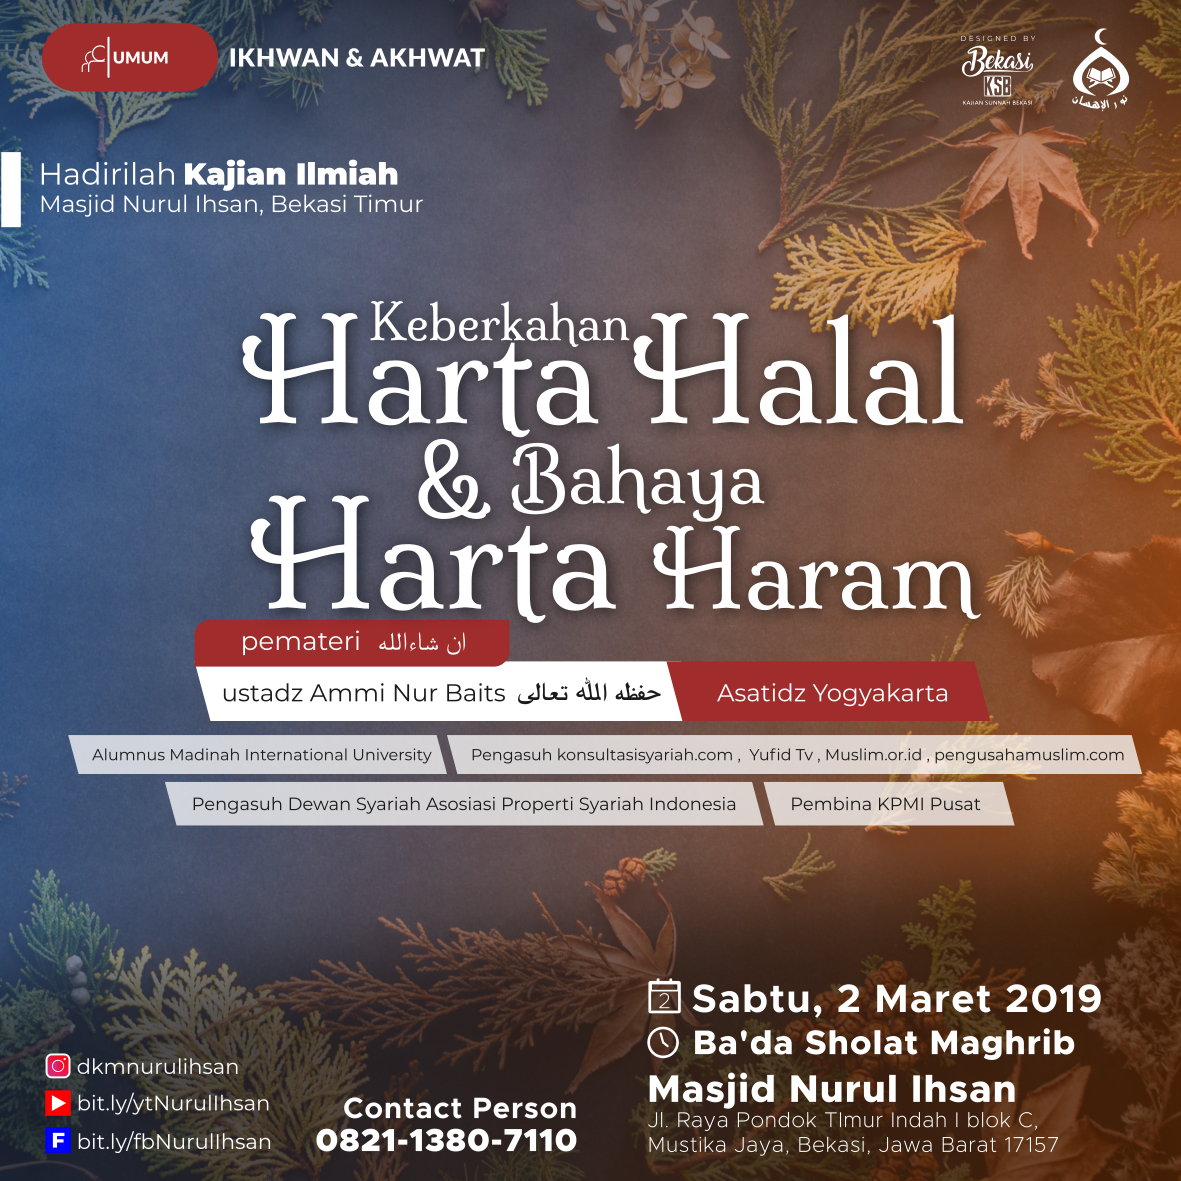 UMUM
IKHWAN & AKHWAT
DESIGNED BY
Bekasi
KSB
KAJIAN SUNNAH BEKASI
نور الإهسان
Hadirilah Kajian Ilmiah
Masjid Nurul Ihsan, Bekasi Timur
Keberkahan
Harta Halal
& Bahaya
Harta Haram
pemateri ان شاءالله
ustadz Ammi Nur Baits حفظه الله تعالى
Asatidz Yogyakarta
Alumnus Madinah International University
Pengasuh konsultasisyariah.com , Yufid Tv , Muslim.or.id , pengusahamuslim.com
Pengasuh Dewan Syariah Asosiasi Properti Syariah Indonesia
Pembina KPMI Pusat
2
Sabtu, 2 Maret 2019
Ba'da Sholat Maghrib
Masjid Nurul Ihsan
Jl. Raya Pondok TImur Indah I blok C,
Mustika Jaya, Bekasi, Jawa Barat 17157
dkmnurulihsan
bit.ly/ytNurulIhsan
F bit.ly/fbNurulIhsan
Contact Person
0821-1380-7110